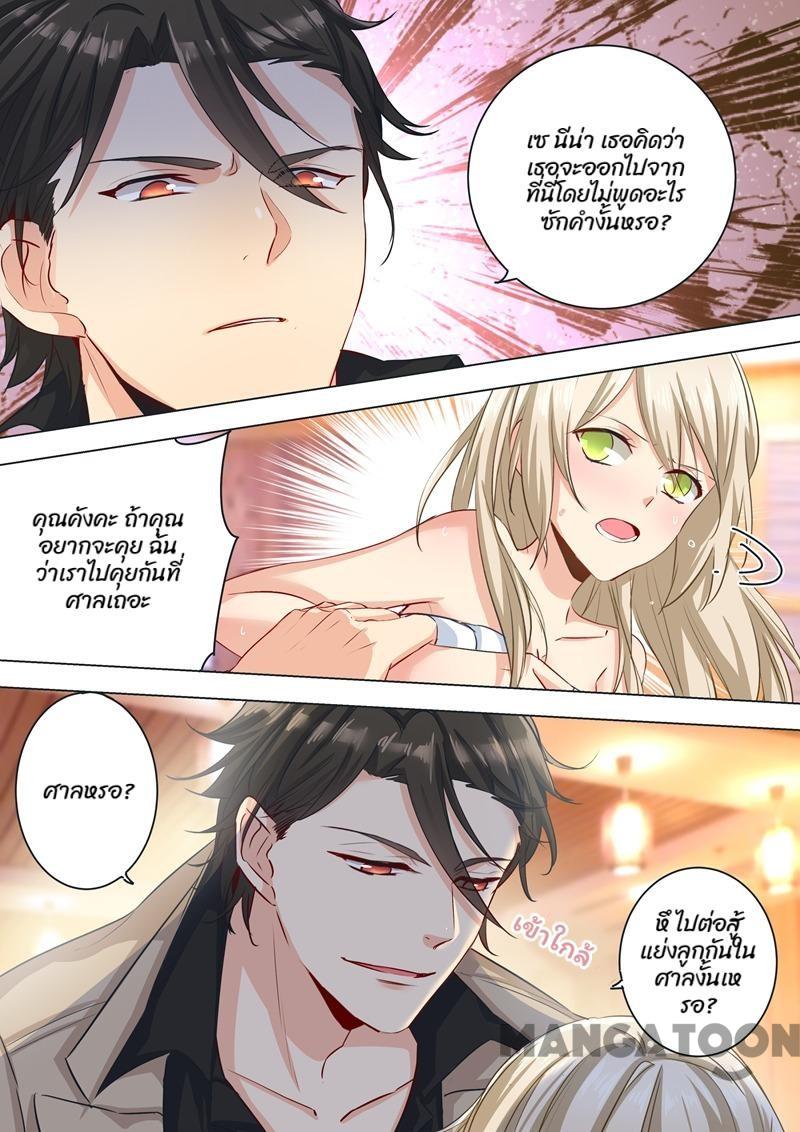 เซ นีน่า เธอคิดว่า
เธอจะออกไปจาก
ที่นี่โดยไม่พูดอะไร
ซักคำงั้นหรอ?
คุณคังคะ ถ้าคุณ
อยากจะคุย ฉัน
ว่าเราไปคุยกันที่
ศาลเถอะ
ศาลหรอ?
เข้าใกล้
หึ ไปต่อสู้
แย่งลูกกันใน
ศาลงั้นเห
รอ?
MANGATOON